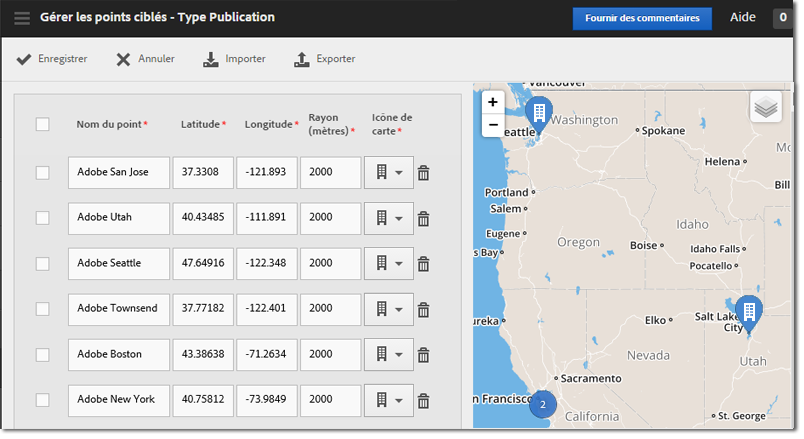 Gérer les points ciblés - Type Publication
Fournir des commentaires
Aide
0
Enregistrer
Annuler
Importer
Exporter
Nom du point *
Latitude *
Longitude *
Rayon (mètres) *
Icône de carte *
Adobe San Jose 37.3308 -121.893 2000
Adobe Utah 40.43485 -111.891 2000
Adobe Seattle 47.64916 -122.348 2000
Adobe Townsend 37.77182 -122.401 2000
Adobe Boston 43.38638 -71.2634 2000
Adobe New York 40.75812 -73.9849 2000
+
−
Vancouver
Seattle
Washington
Spokane
Helena
Mo
Bill
Portland
Salem
Eugene
s Bay
Oregon
Idaho
Boise
Idaho Falls
Pocatello
ureka
Elko
Salt Lake
City
Nevada
Utah
Sacramento
n Francisco
2
California
St. George